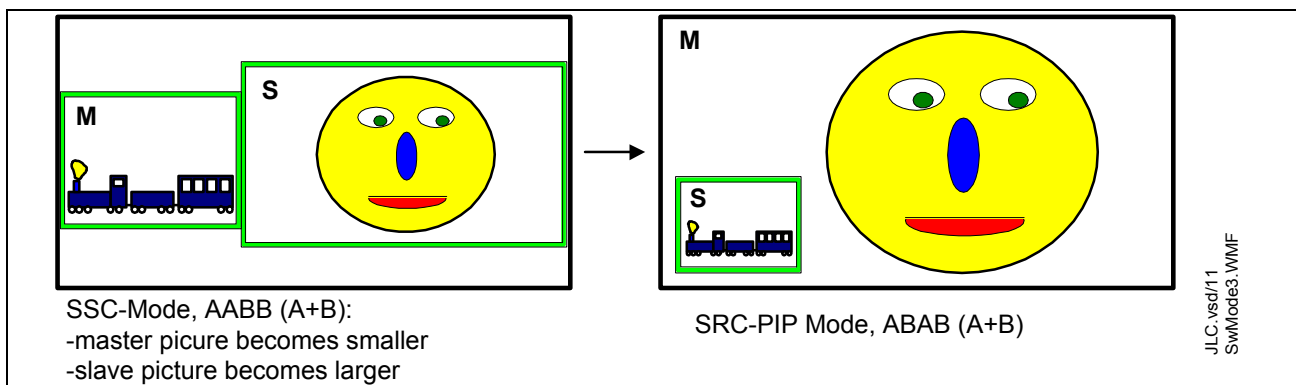 M
S
SSC-Mode, AABB (A+B):
-master picure becomes smaller
-slave picture becomes larger
M
S
SRC-PIP Mode, ABAB (A+B)
JLC.vsd/11
SwMode3.WMF